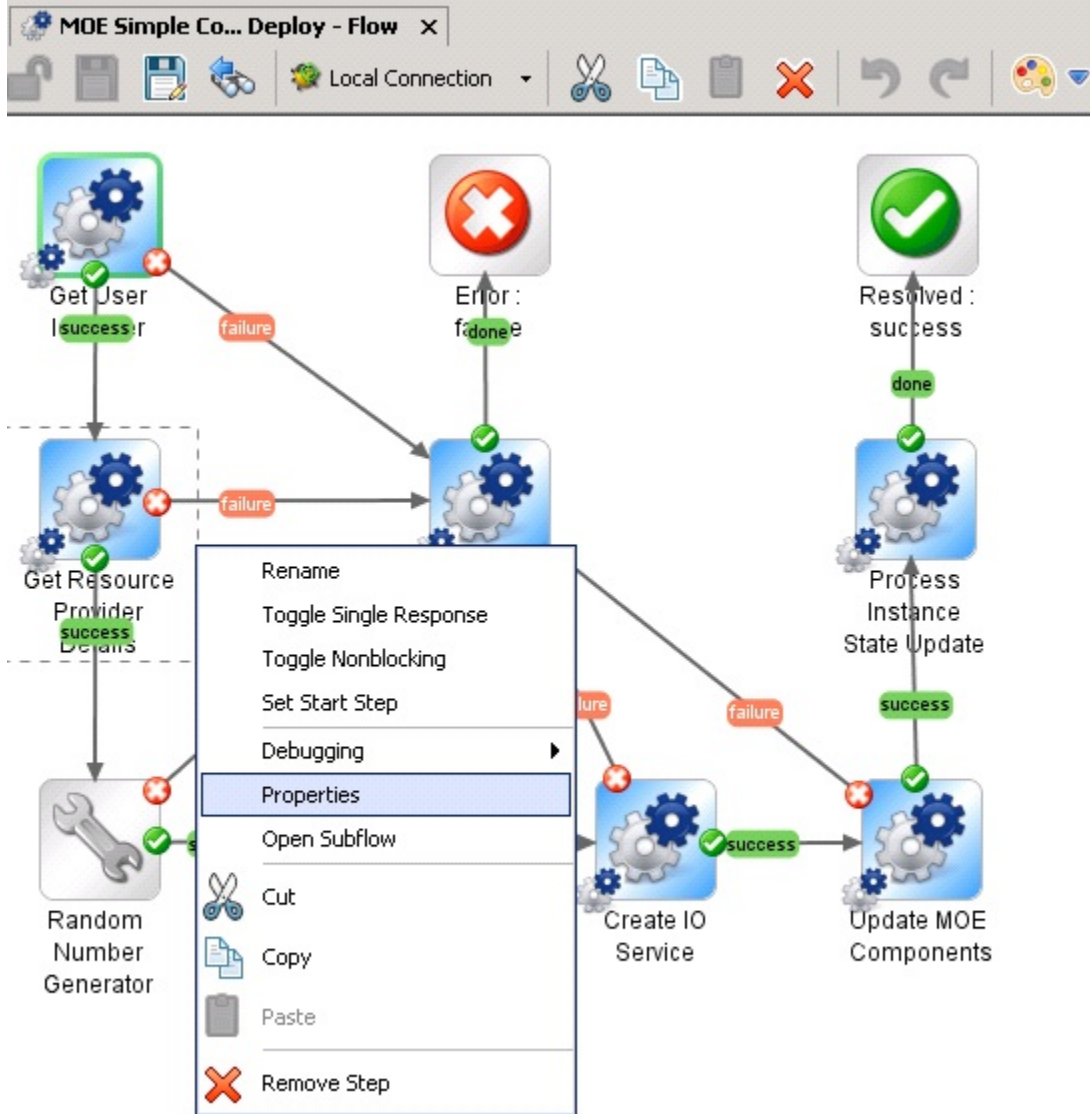 MOE Simple Co... Deploy - Flow
Local Connection
Get User
success
failure
Error :
done
Resolved :
success
done
failure
Get Resource
Provider
success
Details
Process
Instance
State Update
success
failure
Rename
Toggle Single Response
Toggle Nonblocking
Set Start Step
Debugging
Properties
Open Subflow
Cut
Copy
Paste
Remove Step
Random
Number
Generator
success
Create IO
Service
Update MOE
Components